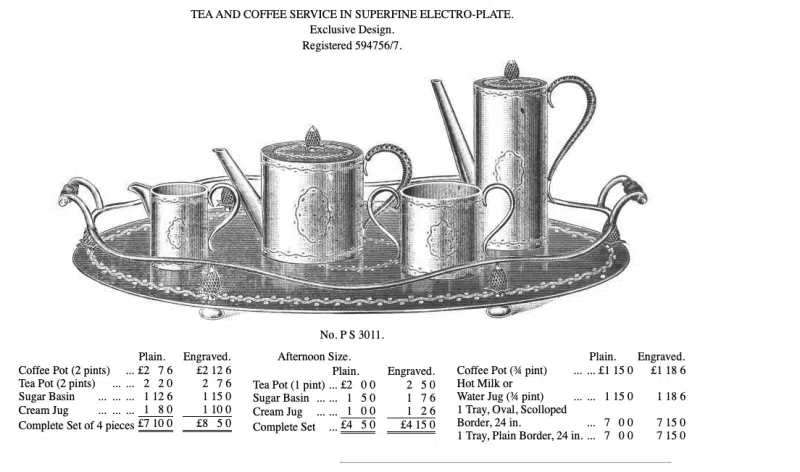 TEA AND COFFEE SERVICE IN SUPERFINE ELECTRO-PLATE.
Exclusive Design.
Registered 594756/7.
No. P S 3011.
Plain. Engraved.
Coffee Pot (2 pints) ... £2 7 6 £2 12 6
Tea Pot (2 pints) ... ... 2 2 0 2 7 6
Sugar Basin ... ... ... 1 12 6 1 15 0
Cream Jug ... ... ... 1 8 0 1 10 0
Complete Set of 4 pieces £7 10 0 £8 5 0
Afternoon Size.
Plain. Engraved.
Tea Pot (1 pint) ... £2 0 0 2 5 0
Sugar Basin ... ... 1 5 0 1 7 6
Cream Jug ... ... 1 0 0 1 2 6
Complete Set ... £4 5 0 £4 15 0
Plain. Engraved.
Coffee Pot (¾ pint) ... ... £1 15 0 £1 18 6
Hot Milk or
Water Jug (¾ pint) ... ... 1 15 0 1 18 6
1 Tray, Oval, Scolloped
Border, 24 in. ... ... 7 0 0 7 15 0
1 Tray, Plain Border, 24 in. ... 7 0 0 7 15 0